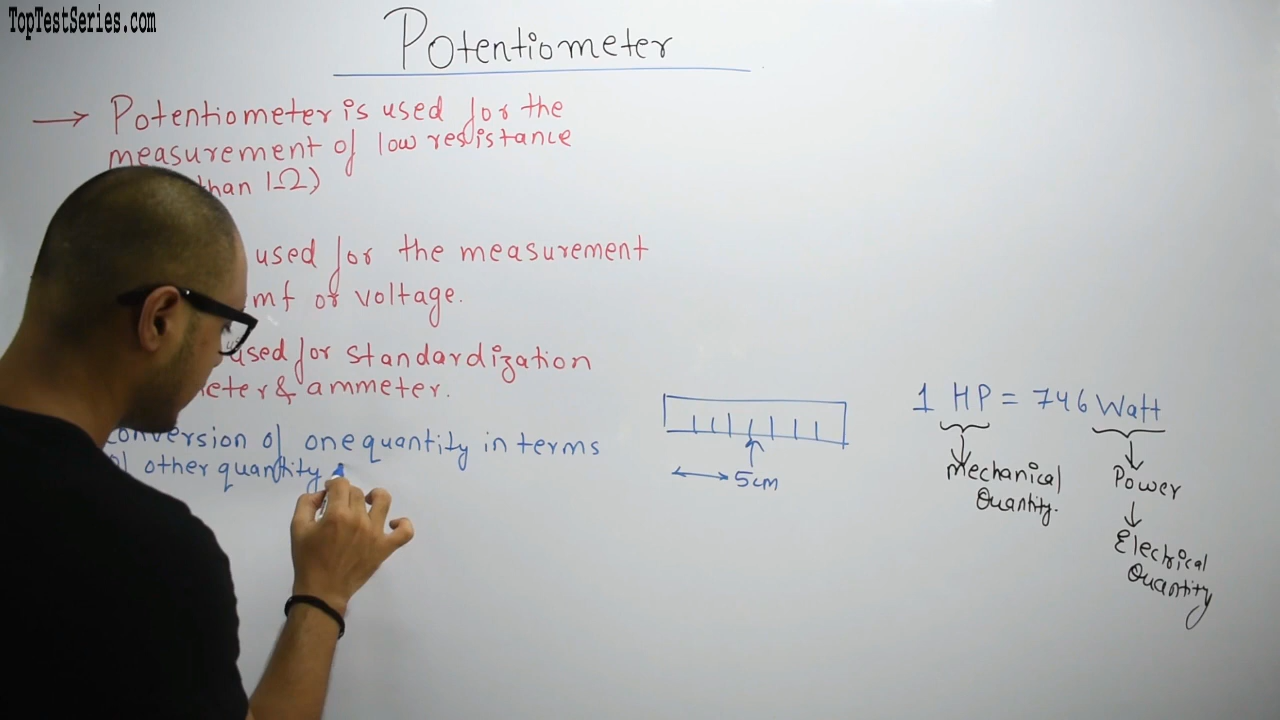 TopTestSeries.com
Potentiometer
→ Potentiometer is used for the
measurement of low resistance
than 1Ω)
used for the measurement
mf or voltage.
used for standardization
meter & ammeter.
conversion of one quantity in terms
of other quantity
5cm
1 HP = 746 Watt
Mechanical
Quantity.
Power
Electrical
Quantity